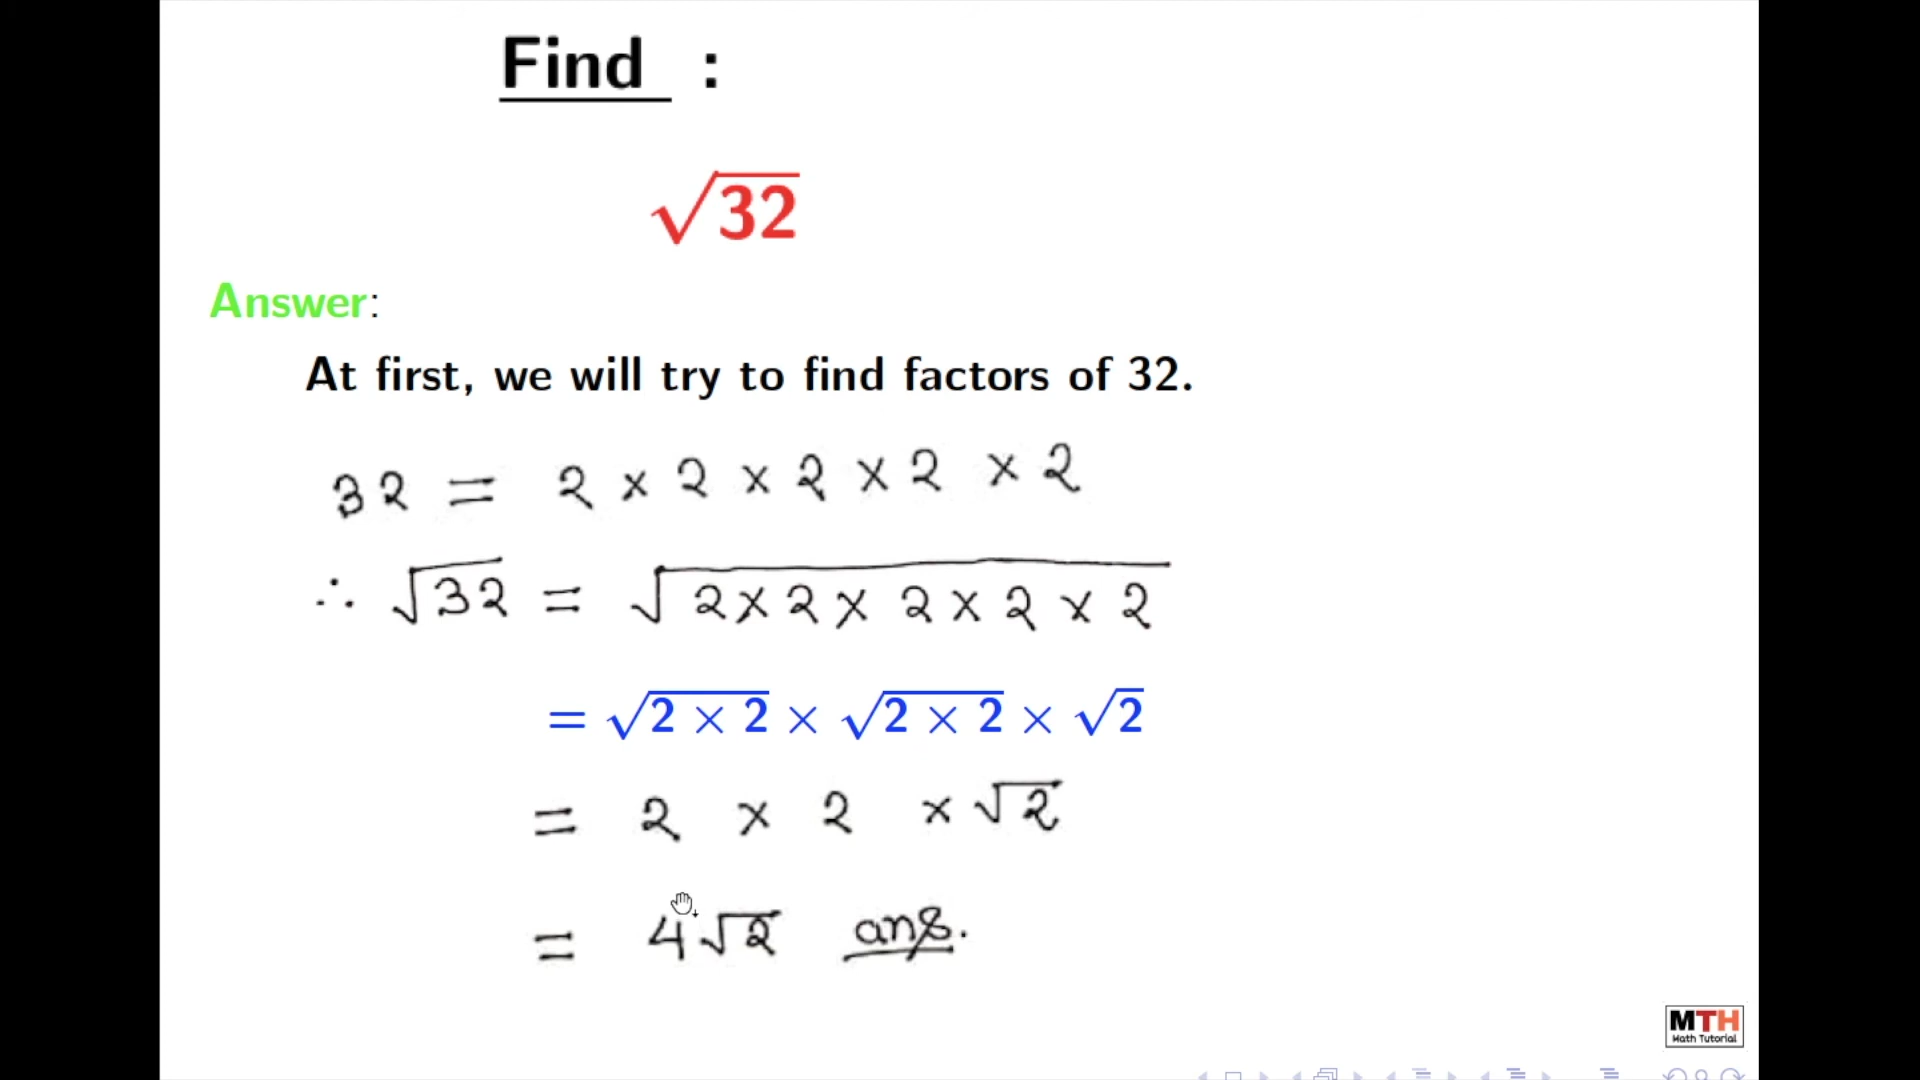 Find :
√32
Answer:
At first, we will try to find factors of 32.
32 = 2 × 2 × 2 × 2 × 2
∴ √32 = √2×2×2×2×2
= √2 × 2 × √2 × 2 × √2
= 2 × 2 × √2
= 4√2 ans.
MTH
Math Tutorial